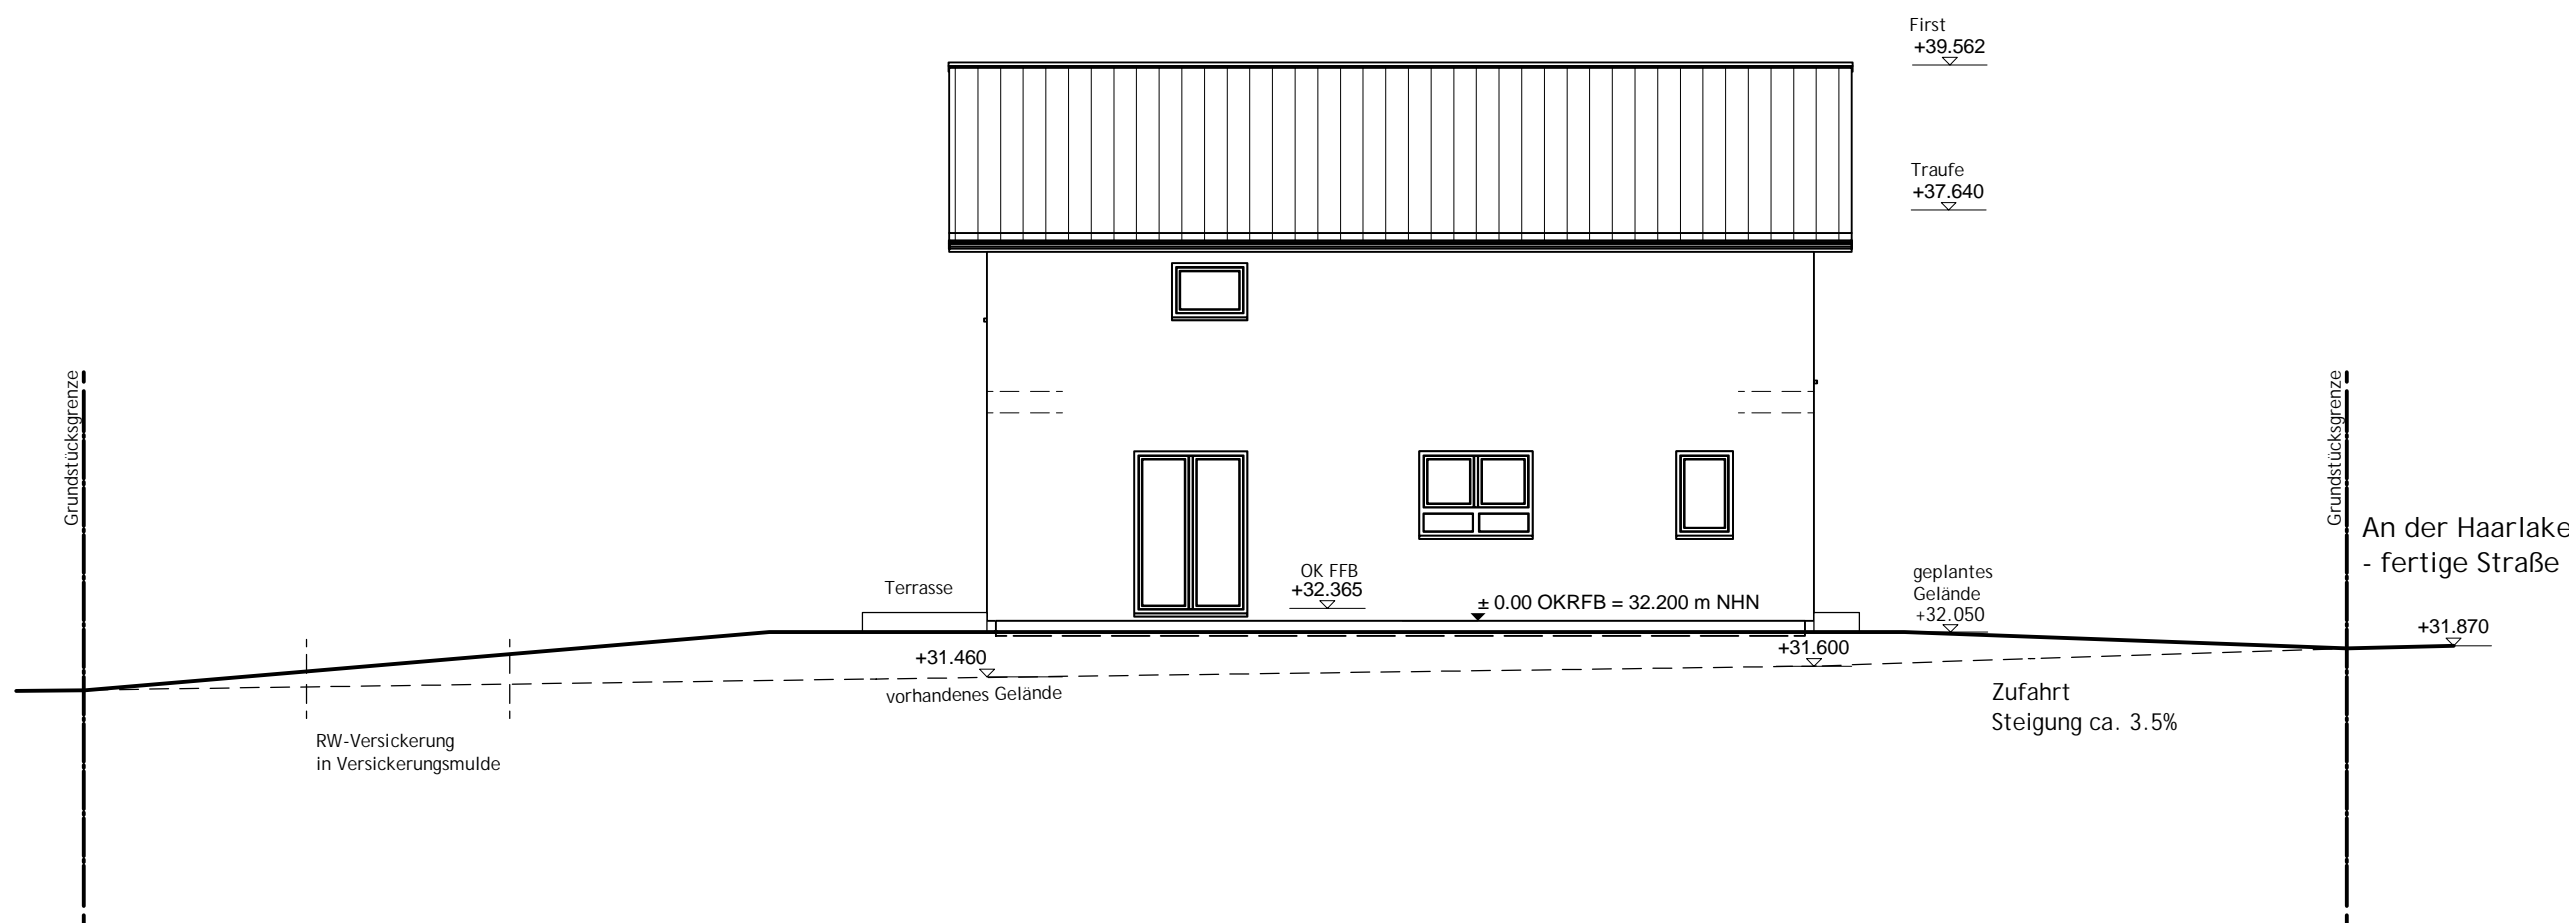 First
+39.562
Traufe
+37.640
Grundstücksgrenze
Grundstücksgrenze
An der Haarlake
- fertige Straße
Terrasse
OK FFB
+32.365
± 0.00 OKRFB = 32.200 m NHN
geplantes
Gelände
+32.050
+31.870
+31.460
+31.600
vorhandenes Gelände
Zufahrt
Steigung ca. 3.5%
RW-Versickerung
in Versickerungsmulde